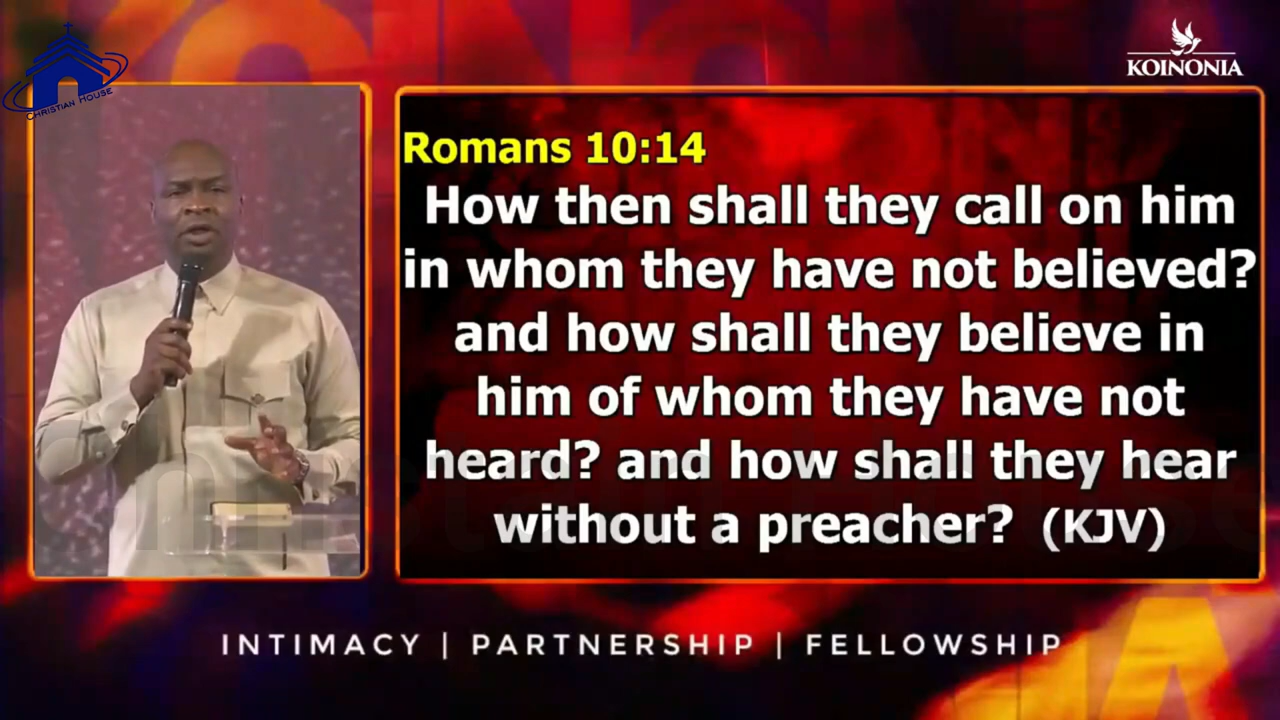 CHRISTIAN HOUSE
KOINONIA
Romans 10:14
How then shall they call on him
in whom they have not believed?
and how shall they believe in
him of whom they have not
heard? and how shall they hear
without a preacher? (KJV)
INTIMACY | PARTNERSHIP | FELLOWSHIP